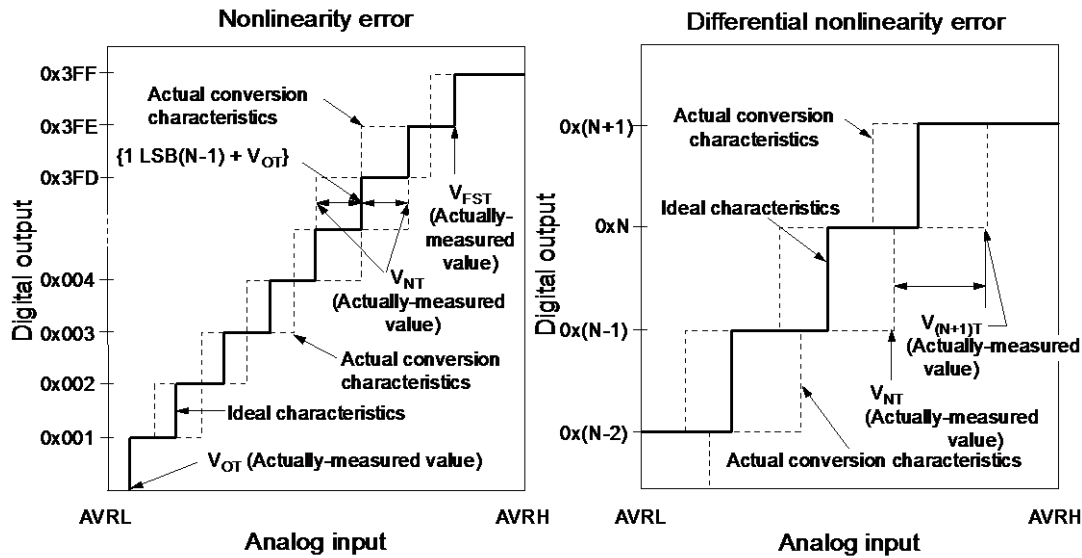 Nonlinearity error
0x3FF
0x3FE
0x3FD
0x004
0x003
0x002
0x001
Digital output
Actual conversion
characteristics
{1 LSB(N-1) + VOT}
VFST
(Actually-
measured
value)
VNT
(Actually-measured
value)
Actual conversion
characteristics
Ideal characteristics
VOT (Actually-measured value)
AVRL
AVRH
Analog input
Differential nonlinearity error
0x(N+1)
0xN
0x(N-1)
0x(N-2)
Digital output
Actual conversion
characteristics
Ideal characteristics
V(N+1)T
(Actually-measured
value)
VNT
(Actually-measured
value)
Actual conversion characteristics
AVRL
AVRH
Analog input